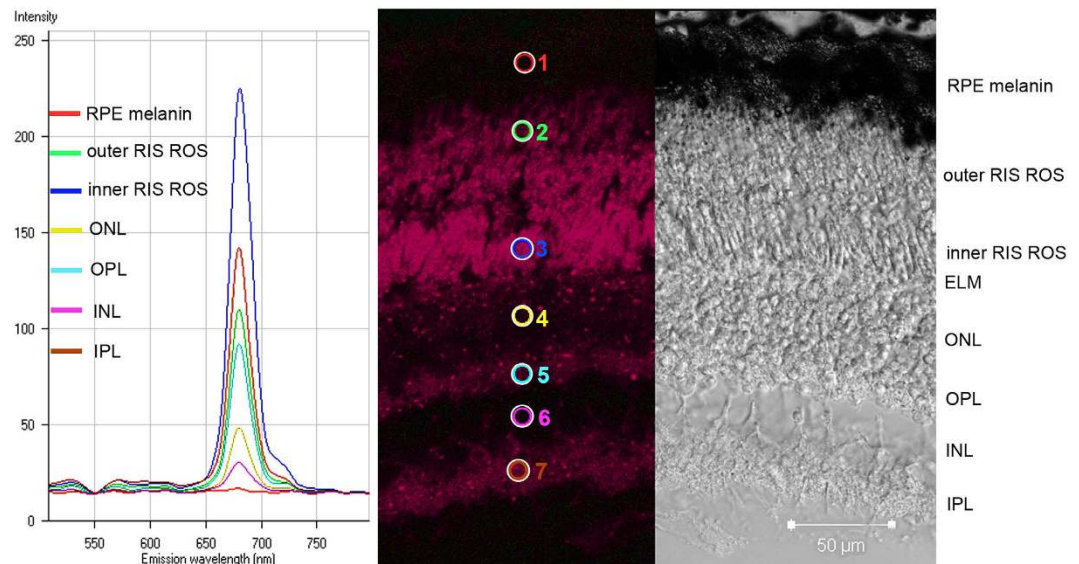 Intensity
250
200
150
100
50
0
550
600
650
700
750
Emission wavelength (nm)
RPE melanin
outer RIS ROS
inner RIS ROS
ONL
OPL
INL
IPL
1
2
3
4
5
6
7
RPE melanin
outer RIS ROS
inner RIS ROS
ELM
ONL
OPL
INL
IPL
50 µm